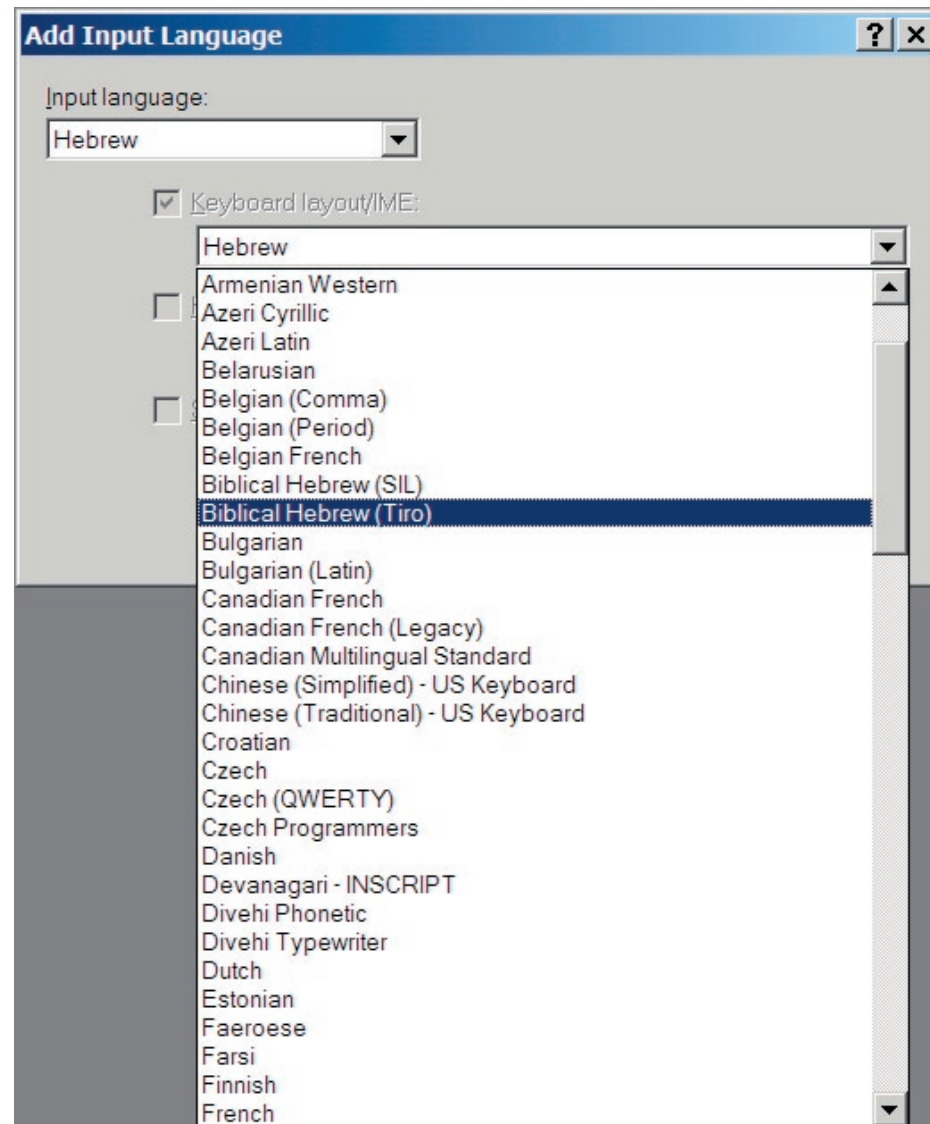 Add Input Language
Input language:
Hebrew
Keyboard layout/IME:
Hebrew
Armenian Western
Azeri Cyrillic
Azeri Latin
Belarusian
Belgian (Comma)
Belgian (Period)
Belgian French
Biblical Hebrew (SIL)
Biblical Hebrew (Tiro)
Bulgarian
Bulgarian (Latin)
Canadian French
Canadian French (Legacy)
Canadian Multilingual Standard
Chinese (Simplified) - US Keyboard
Chinese (Traditional) - US Keyboard
Croatian
Czech
Czech (QWERTY)
Czech Programmers
Danish
Devanagari - INSCRIPT
Divehi Phonetic
Divehi Typewriter
Dutch
Estonian
Faeroese
Farsi
Finnish
French